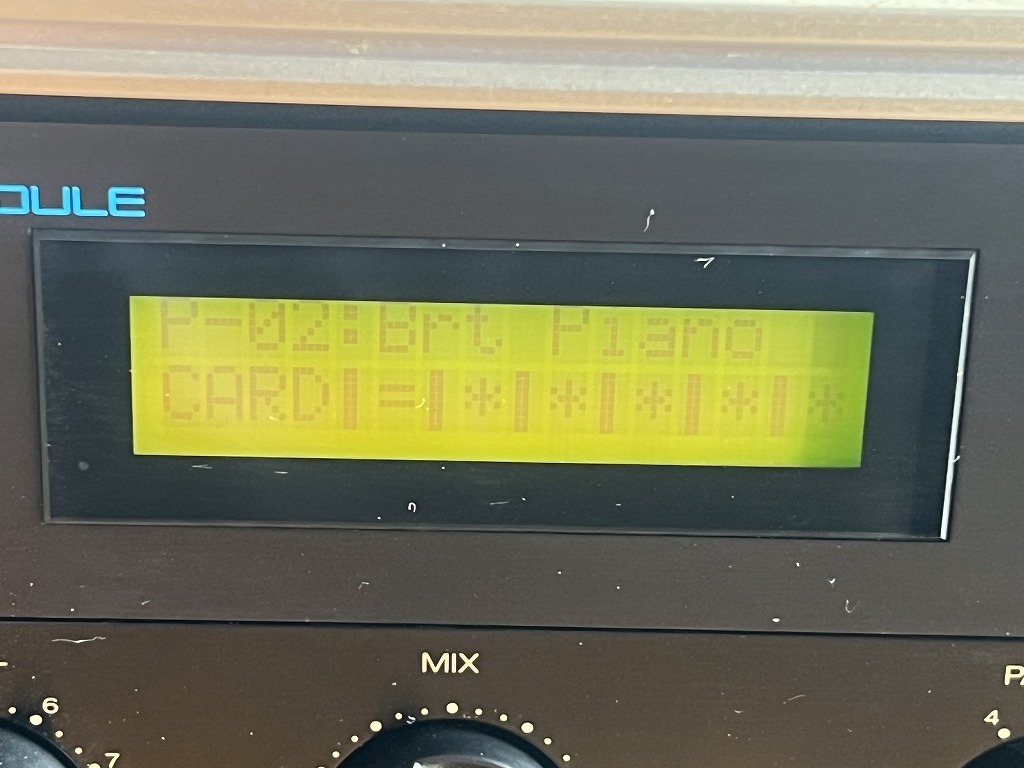 DULE
P-02:Brt Piano
CARD|=|*|*|*|*|*
MIX
6
7
4